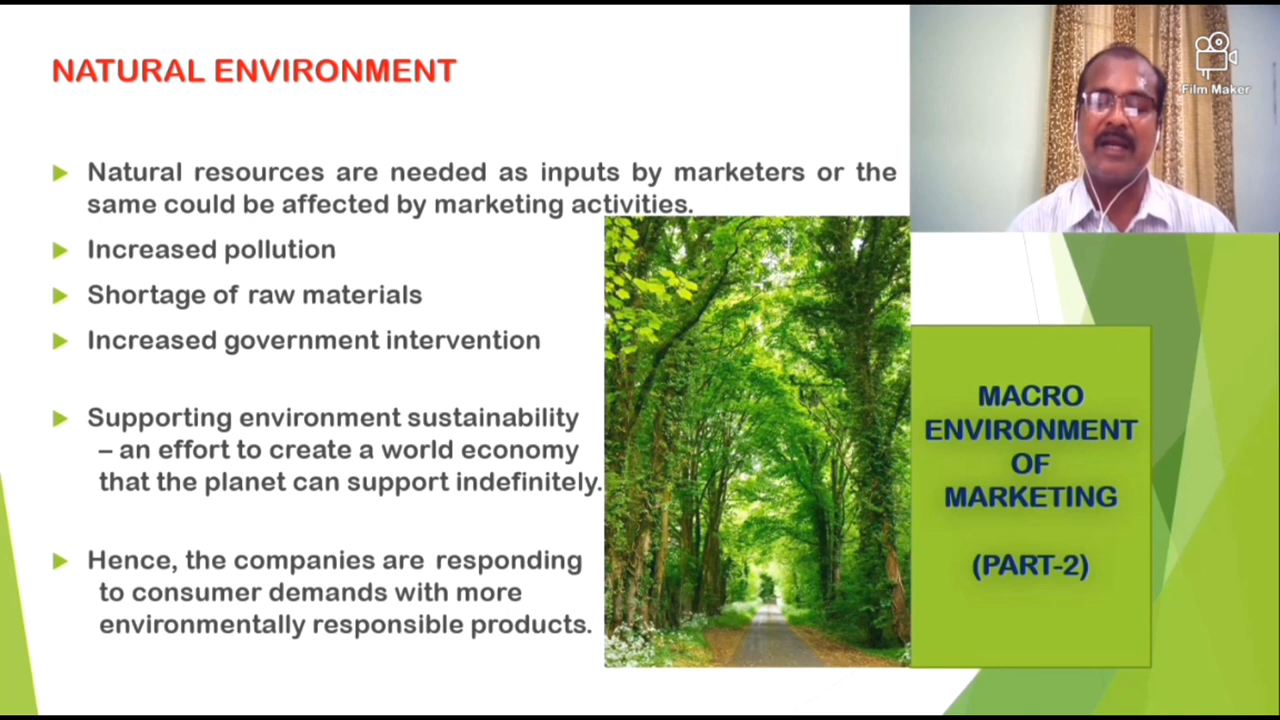 NATURAL ENVIRONMENT
Natural resources are needed as inputs by marketers or the
same could be affected by marketing activities.
Increased pollution
Shortage of raw materials
Increased government intervention
Supporting environment sustainability
– an effort to create a world economy
that the planet can support indefinitely.
Hence, the companies are responding
to consumer demands with more
environmentally responsible products.
Film Maker
MACRO
ENVIRONMENT
OF
MARKETING
(PART-2)